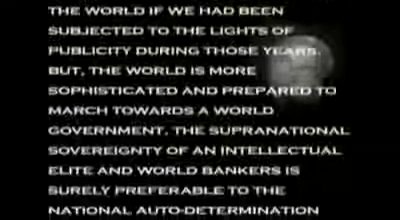 THE WORLD IF WE HAD BEEN
SUBJECTED TO THE LIGHTS OF
PUBLICITY DURING THOSE YEARS.
BUT, THE WORLD IS MORE
SOPHISTICATED AND PREPARED TO
MARCH TOWARDS A WORLD
GOVERNMENT. THE SUPRANATIONAL
SOVEREIGNTY OF AN INTELLECTUAL
ELITE AND WORLD BANKERS IS
SURELY PREFERABLE TO THE
NATIONAL AUTO-DETERMINATION